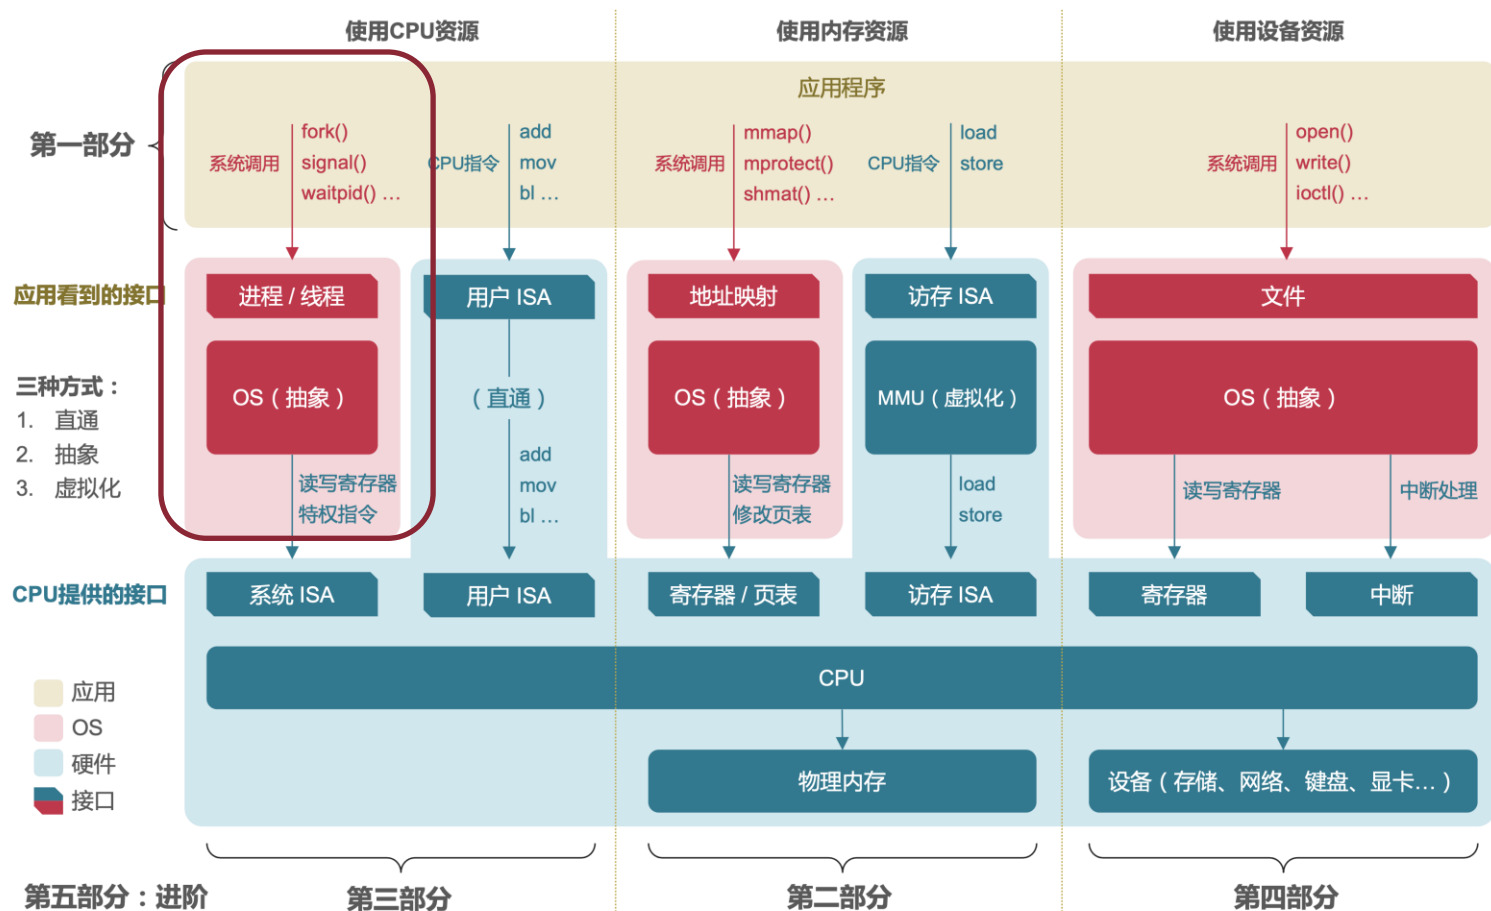 使用CPU资源
使用内存资源
使用设备资源
应用程序
第一部分
系统调用
fork()
signal()
waitpid() ...
CPU指令
add
mov
bl ...
系统调用
mmap()
mprotect()
shmat() ...
CPU指令
load
store
系统调用
open()
write()
ioctl() ...
应用看到的接口
进程 / 线程
用户 ISA
地址映射
访存 ISA
文件
三种方式：
1. 直通
2. 抽象
3. 虚拟化
OS（抽象）
（直通）
OS（抽象）
MMU（虚拟化）
OS（抽象）
读写寄存器
特权指令
add
mov
bl ...
读写寄存器
修改页表
load
store
读写寄存器
中断处理
CPU提供的接口
系统 ISA
用户 ISA
寄存器 / 页表
访存 ISA
寄存器
中断
CPU
物理内存
设备（存储、网络、键盘、显卡...）
应用
OS
硬件
接口
第五部分：进阶
第三部分
第二部分
第四部分